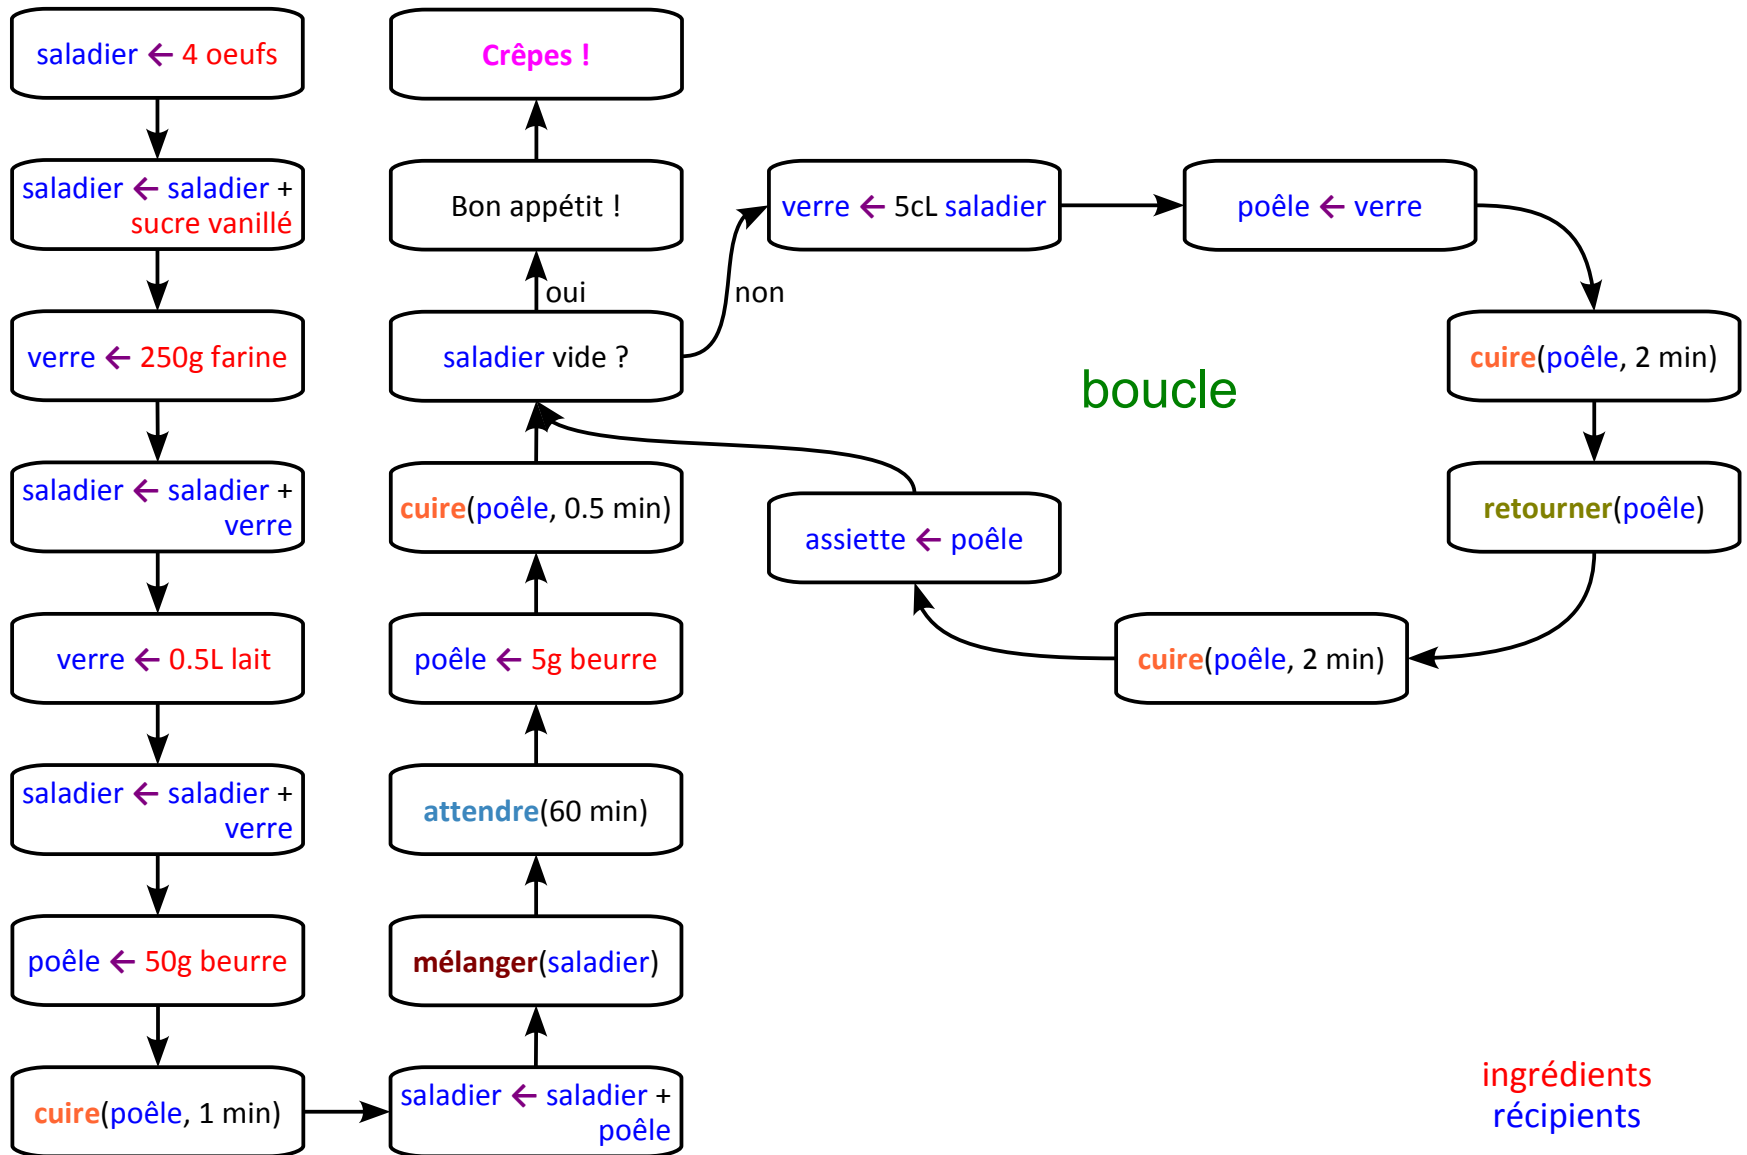 saladier ← 4 oeufs
saladier ← saladier +
sucre vanillé
verre ← 250g farine
saladier ← saladier +
verre
verre ← 0.5L lait
saladier ← saladier +
verre
poêle ← 50g beurre
cuire(poêle, 1 min)
saladier ← saladier +
poêle
mélanger(saladier)
attendre(60 min)
poêle ← 5g beurre
cuire(poêle, 0.5 min)
saladier vide ?
oui
Bon appétit !
Crêpes !
non
verre ← 5cL saladier
poêle ← verre
cuire(poêle, 2 min)
retourner(poêle)
cuire(poêle, 2 min)
assiette ← poêle
boucle
ingrédients
récipients